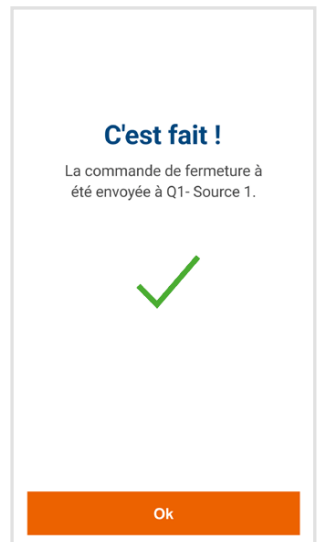 C'est fait !
La commande de fermeture à
été envoyée à Q1- Source 1.
Ok